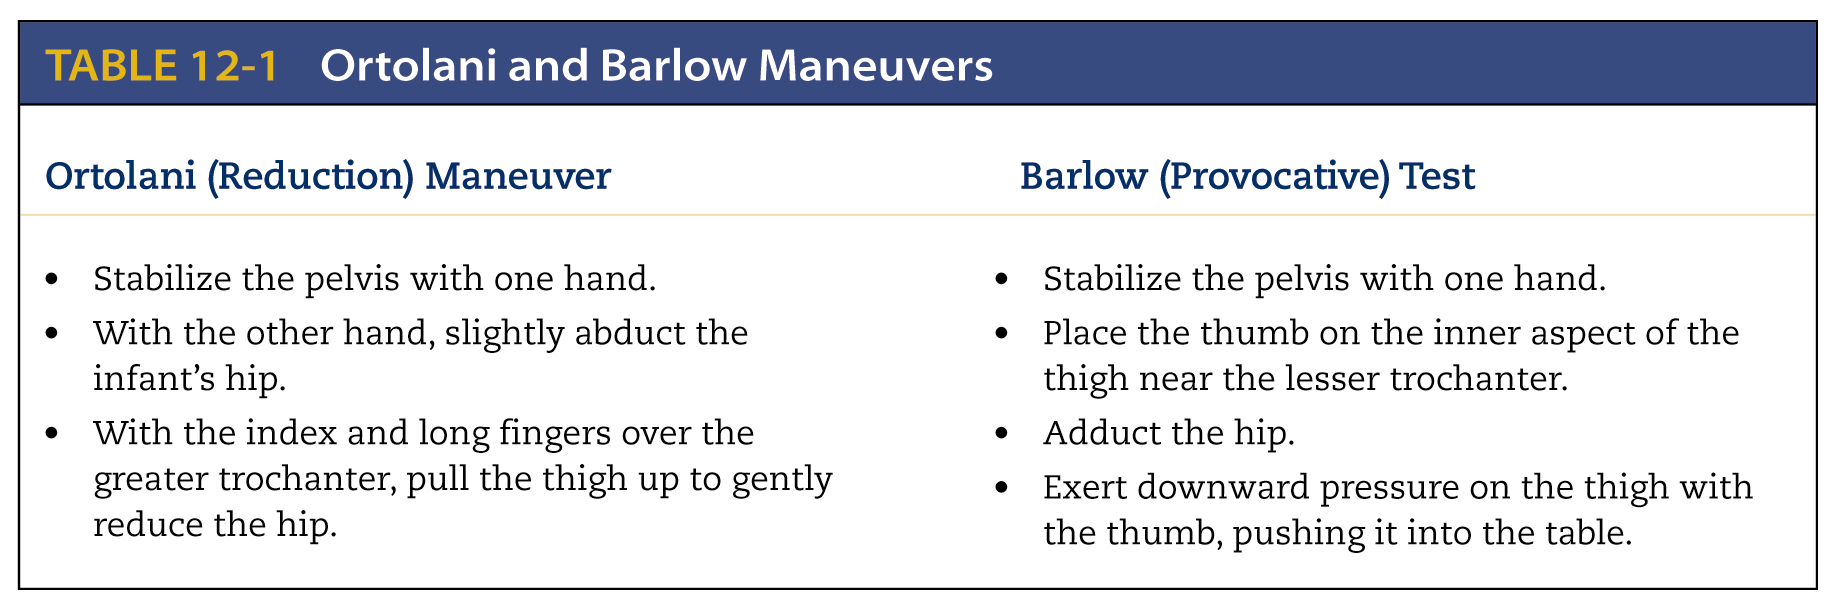 TABLE 12-1 Ortolani and Barlow Maneuvers
Ortolani (Reduction) Maneuver
• Stabilize the pelvis with one hand.
• With the other hand, slightly abduct the
infant’s hip.
• With the index and long fingers over the
greater trochanter, pull the thigh up to gently
reduce the hip.
Barlow (Provocative) Test
• Stabilize the pelvis with one hand.
• Place the thumb on the inner aspect of the
thigh near the lesser trochanter.
• Adduct the hip.
• Exert downward pressure on the thigh with
the thumb, pushing it into the table.